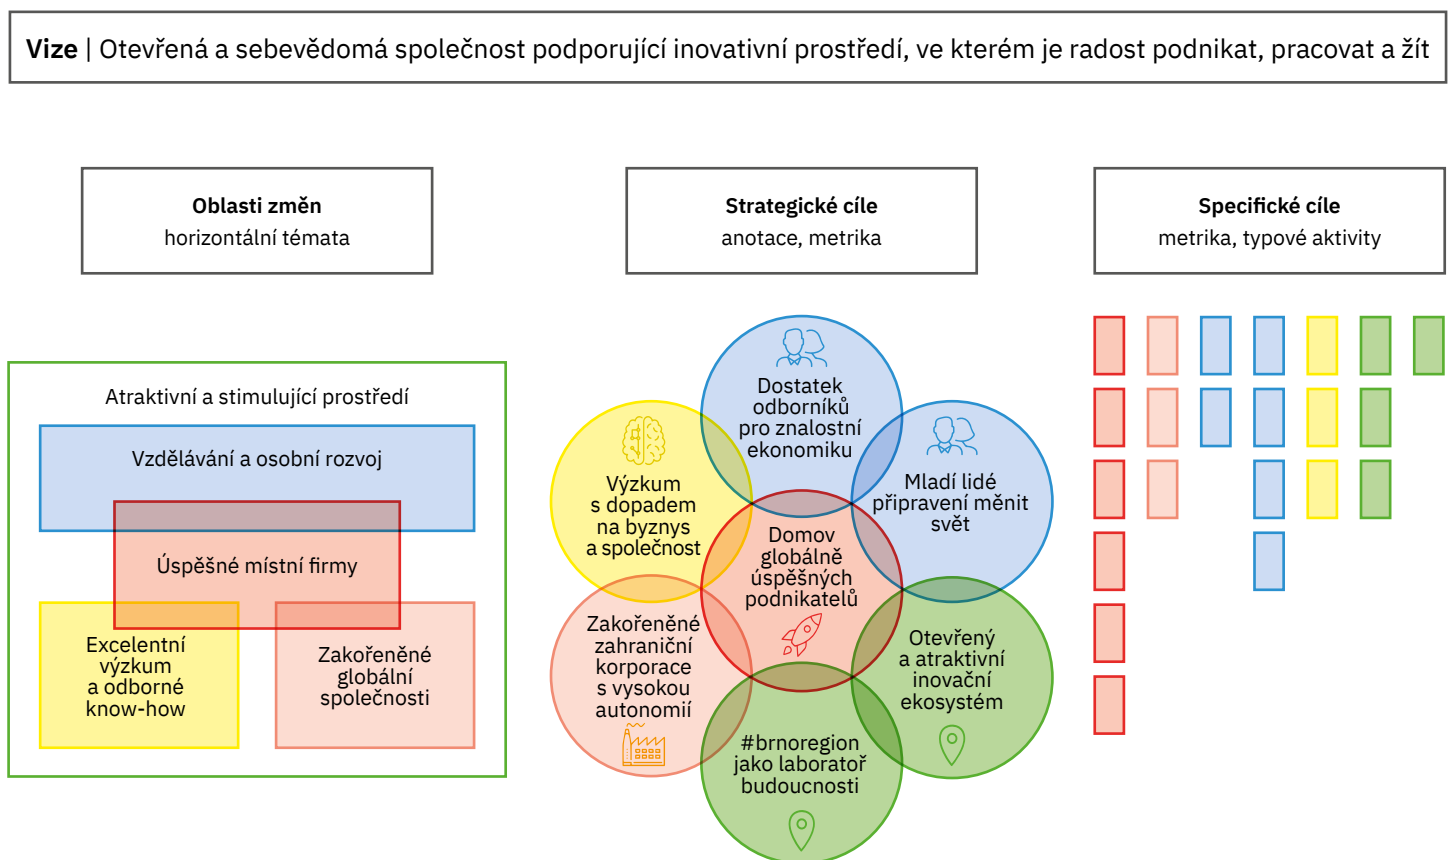 Vize | Otevřená a sebevědomá společnost podporující inovativní prostředí, ve kterém je radost podnikat, pracovat a žít
Oblasti změn
horizontální témata
Strategické cíle
anotace, metrika
Specifické cíle
metrika, typové aktivity
Atraktivní a stimulující prostředí
Vzdělávání a osobní rozvoj
Úspěšné místní firmy
Excelentní
výzkum
a odborné
know-how
Zakořeněné
globální
společnosti
Dostatek
odborníků
pro znalostní
ekonomiku
Výzkum
s dopadem
na byznys
a společnost
Mladí lidé
připravení měnit
svět
Domov
globálně
úspěšných
podnikatelů
Zakořeněné
zahraniční
korporace
s vysokou
autonomií
Otevřený
a atraktivní
inovační
ekosystém
#brnoregion
jako laboratoř
budoucnosti